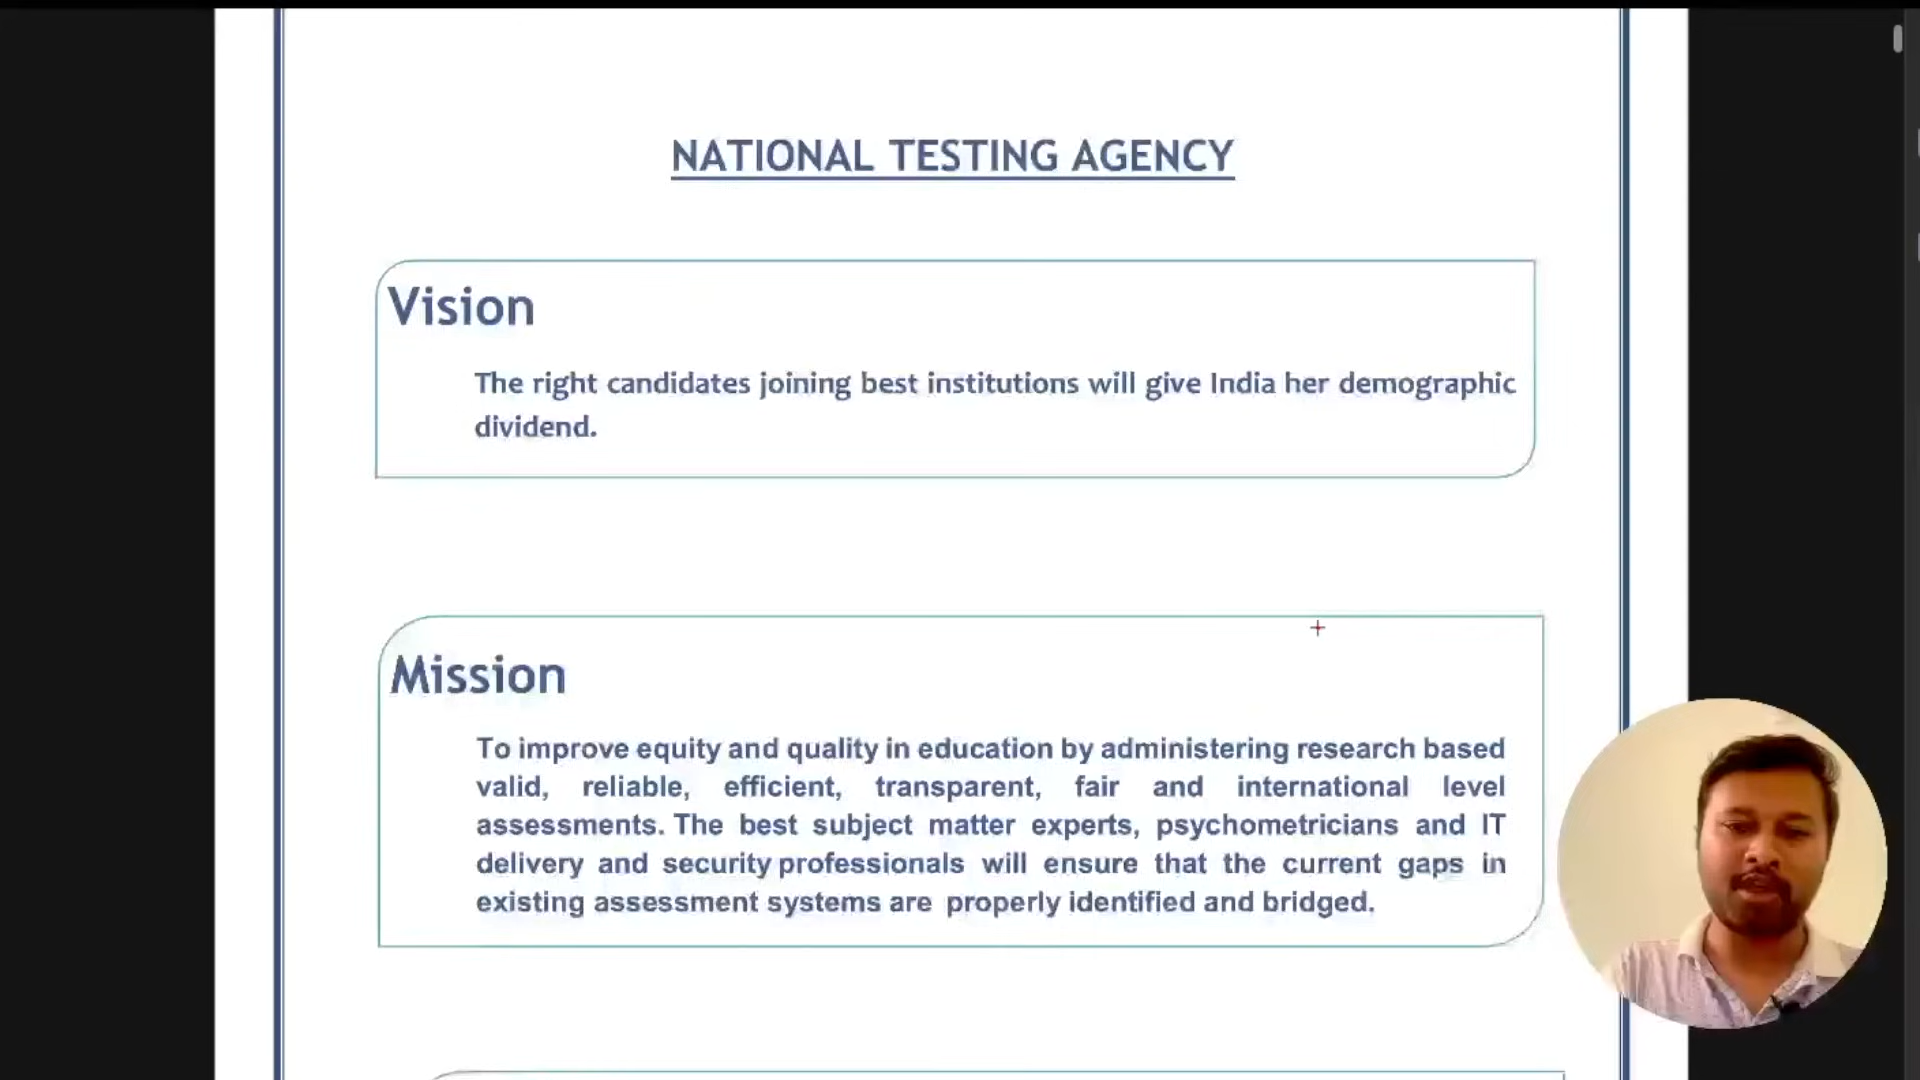 NATIONAL TESTING AGENCY
Vision
The right candidates joining best institutions will give India her demographic
dividend.
Mission
To improve equity and quality in education by administering research based
valid, reliable, efficient, transparent, fair and international level
assessments. The best subject matter experts, psychometricians and IT
delivery and security professionals will ensure that the current gaps in
existing assessment systems are properly identified and bridged.